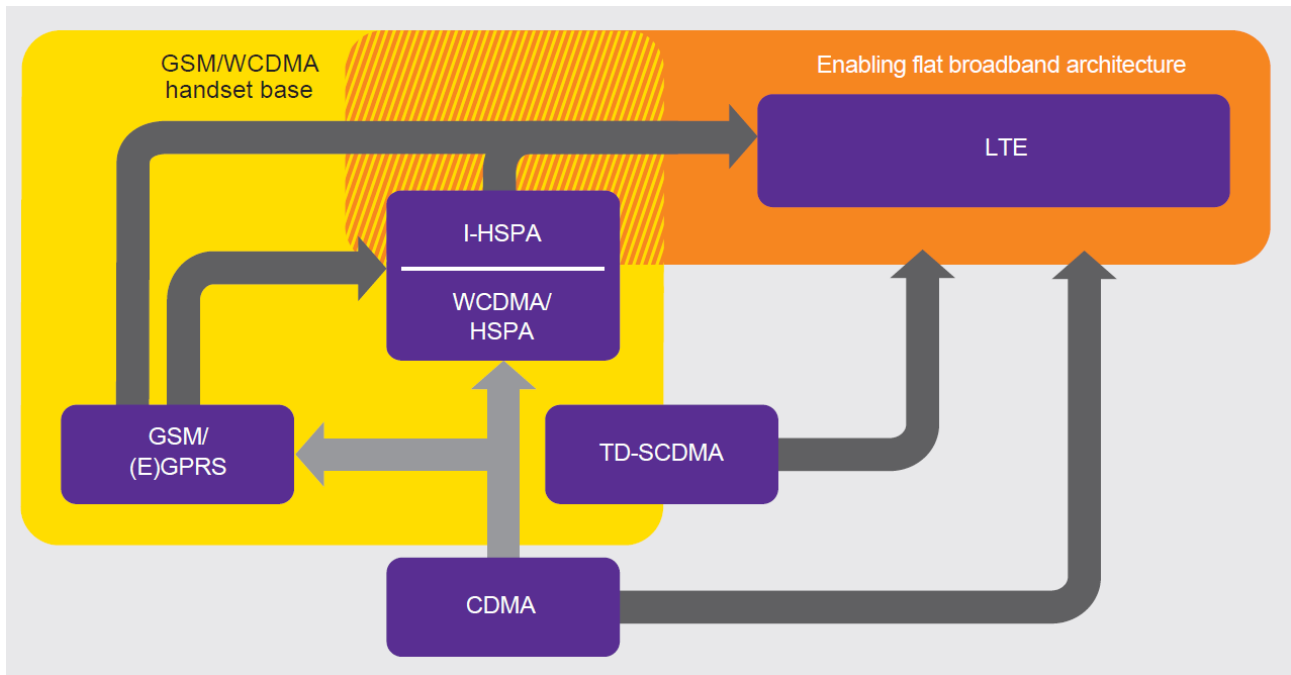 GSM/WCDMA
handset base
Enabling flat broadband architecture
LTE
I-HSPA
WCDMA/
HSPA
GSM/
(E)GPRS
TD-SCDMA
CDMA